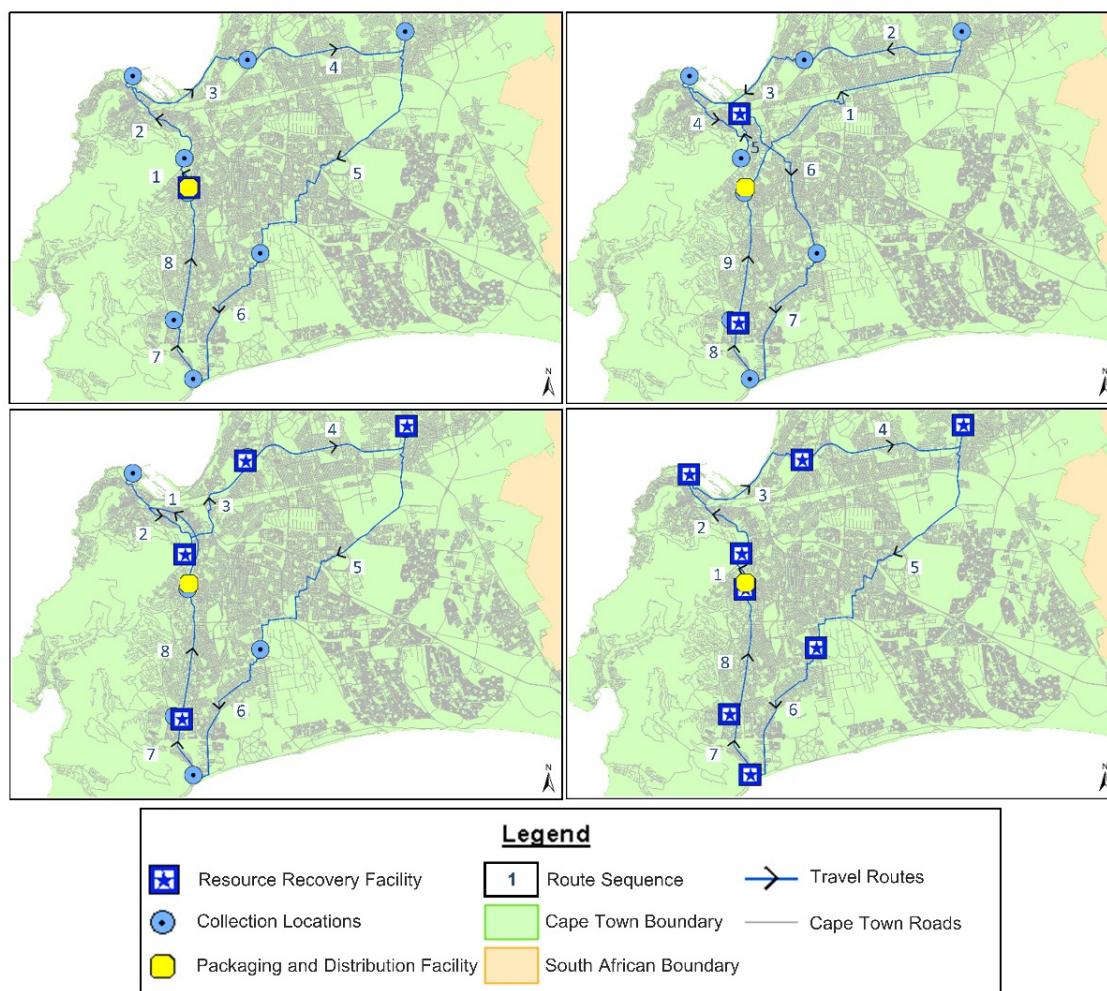 4
3
2
1
5
8
6
7
N
2
3
1
4
5
6
9
7
8
N
4
1
3
2
5
8
6
7
N
4
3
2
1
5
8
6
7
N
Legend
Resource Recovery Facility
1 Route Sequence
Travel Routes
Collection Locations
Cape Town Boundary
Cape Town Roads
Packaging and Distribution Facility
South African Boundary